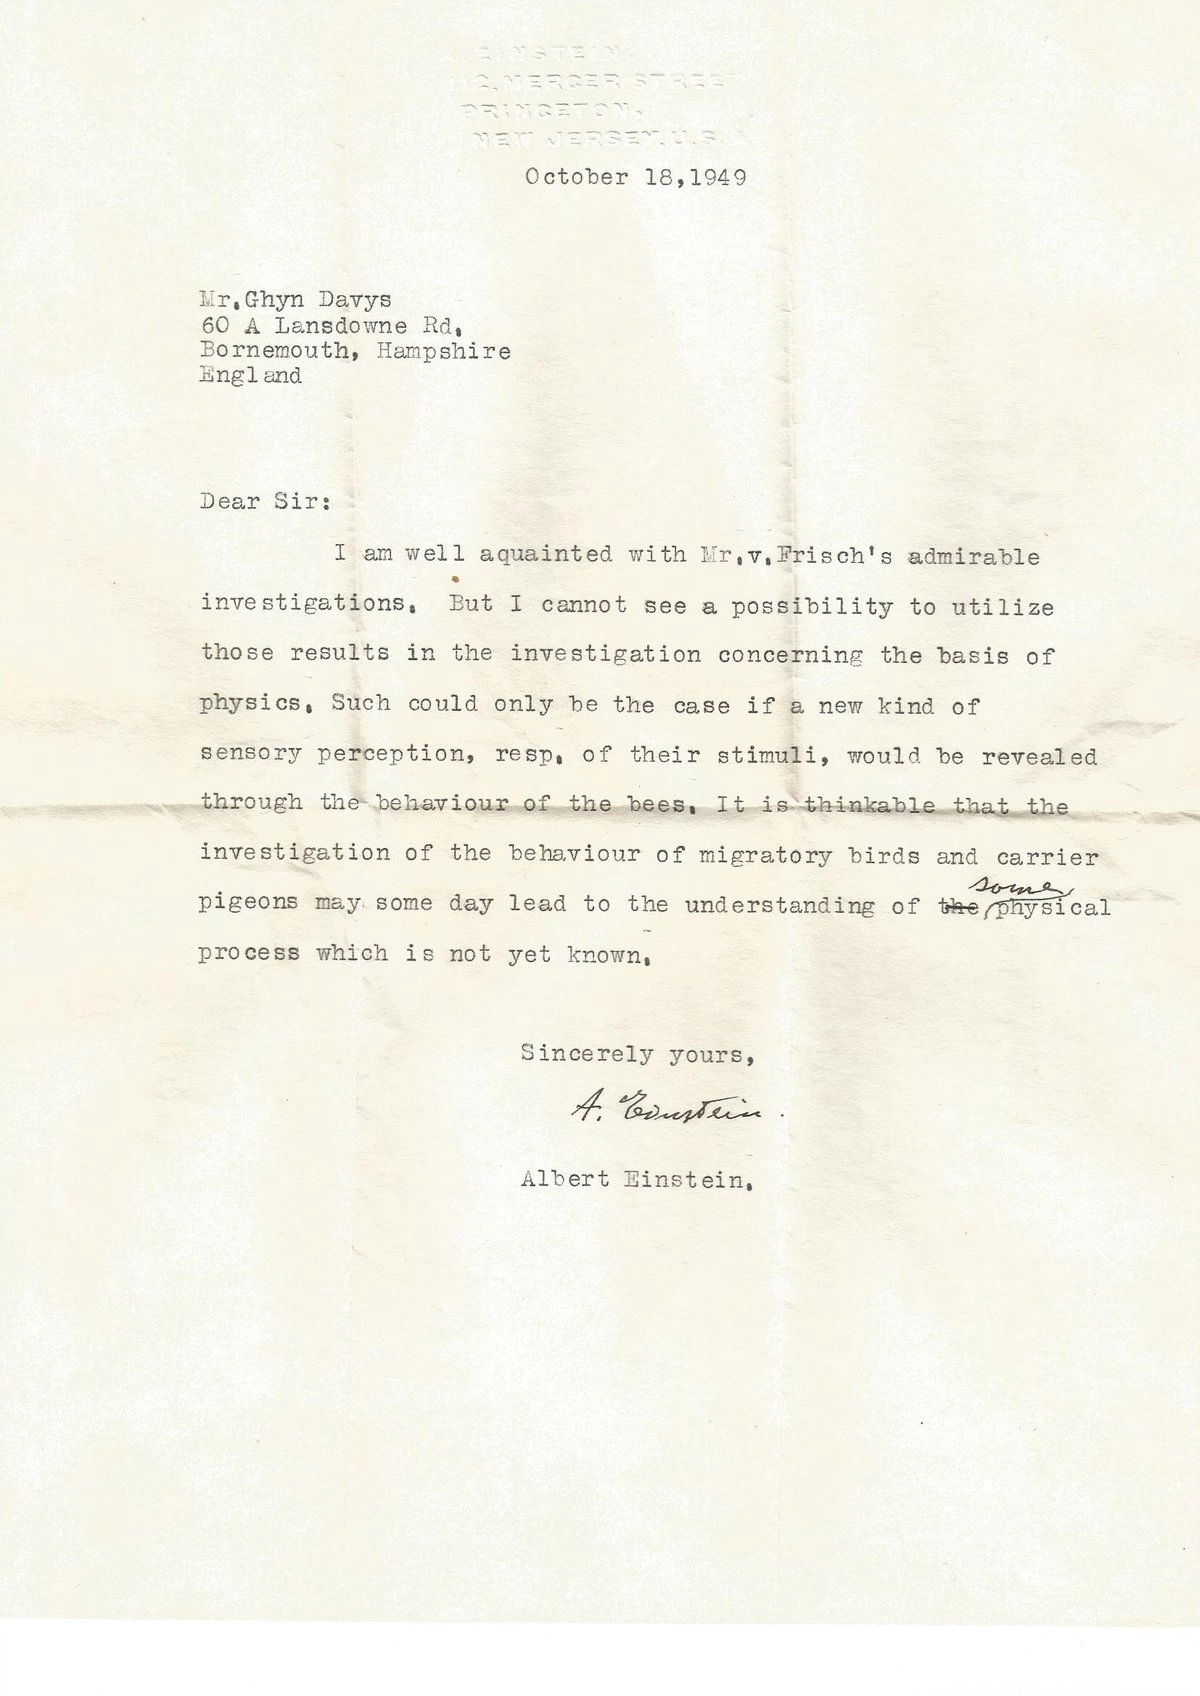 EINSTEIN.
112, MERCER STREET
PRINCETON.
NEW JERSEY, U.S.A
October 18,1949
Mr.Ghyn Davys
60 A Lansdowne Rd.
Bornemouth, Hampshire
England
Dear Sir:
I am well aquainted with Mr.v.Frisch's admirable
investigations. But I cannot see a possibility to utilize
those results in the investigation concerning the basis of
physics. Such could only be the case if a new kind of
sensory perception, resp. of their stimuli, would be revealed
through the behaviour of the bees. It is thinkable that the
investigation of the behaviour of migratory birds and carrier
some
pigeons may some day lead to the understanding of the physical
process which is not yet known.
Sincerely yours,
A. Einstein.
Albert Einstein.